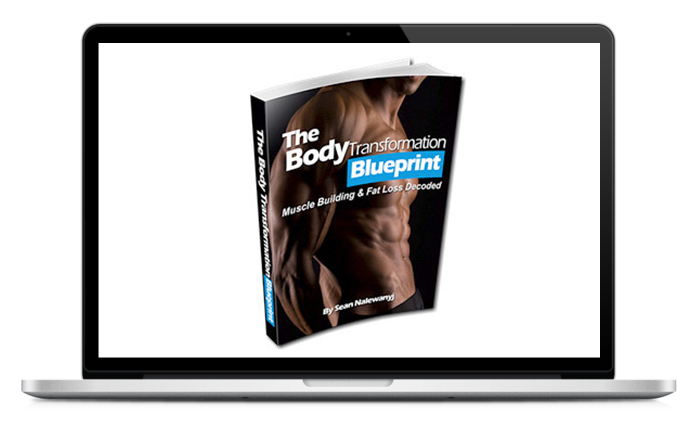 The Body Transformation Blueprint
The
Body Transformation
Blueprint
Muscle Building & Fat Loss Decoded
By Sean Nalewanyj